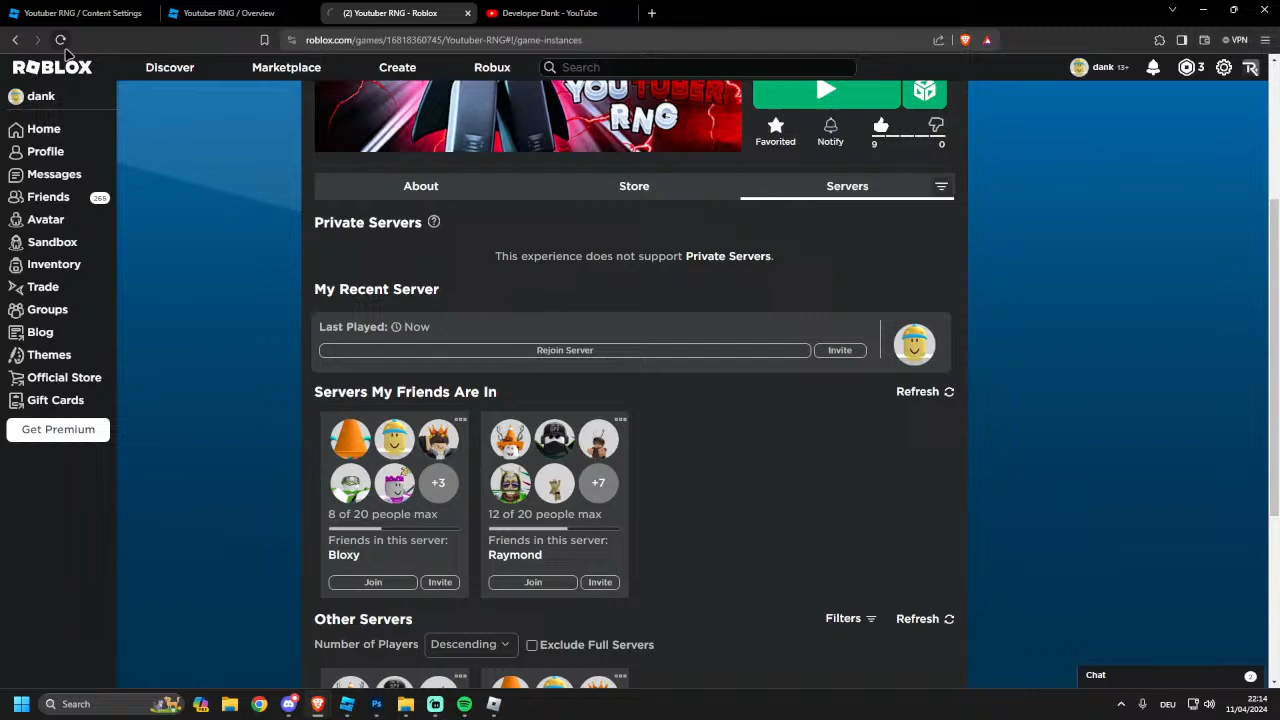 Youtuber RNG / Content Settings
Youtuber RNG / Overview
(2) Youtuber RNG - Roblox
Developer Dank - YouTube
roblox.com/games/16818360745/Youtuber-RNG#!/game-instances
VPN
ROBLOX
Discover
Marketplace
Create
Robux
Search
dank 13+
3
dank
Home
Profile
Messages
Friends
265
Avatar
Sandbox
Inventory
Trade
Groups
Blog
Themes
Official Store
Gift Cards
Get Premium
YOUTUBER
RNG
Favorited
Notify
9
0
About
Store
Servers
Private Servers
This experience does not support Private Servers.
My Recent Server
Last Played: Now
Rejoin Server
Invite
Servers My Friends Are In
Refresh
+3
8 of 20 people max
Friends in this server:
Bloxy
Join
Invite
+7
12 of 20 people max
Friends in this server:
Raymond
Join
Invite
Other Servers
Filters
Refresh
Number of Players
Descending
Exclude Full Servers
Chat
2
Search
DEU
22:14
11/04/2024